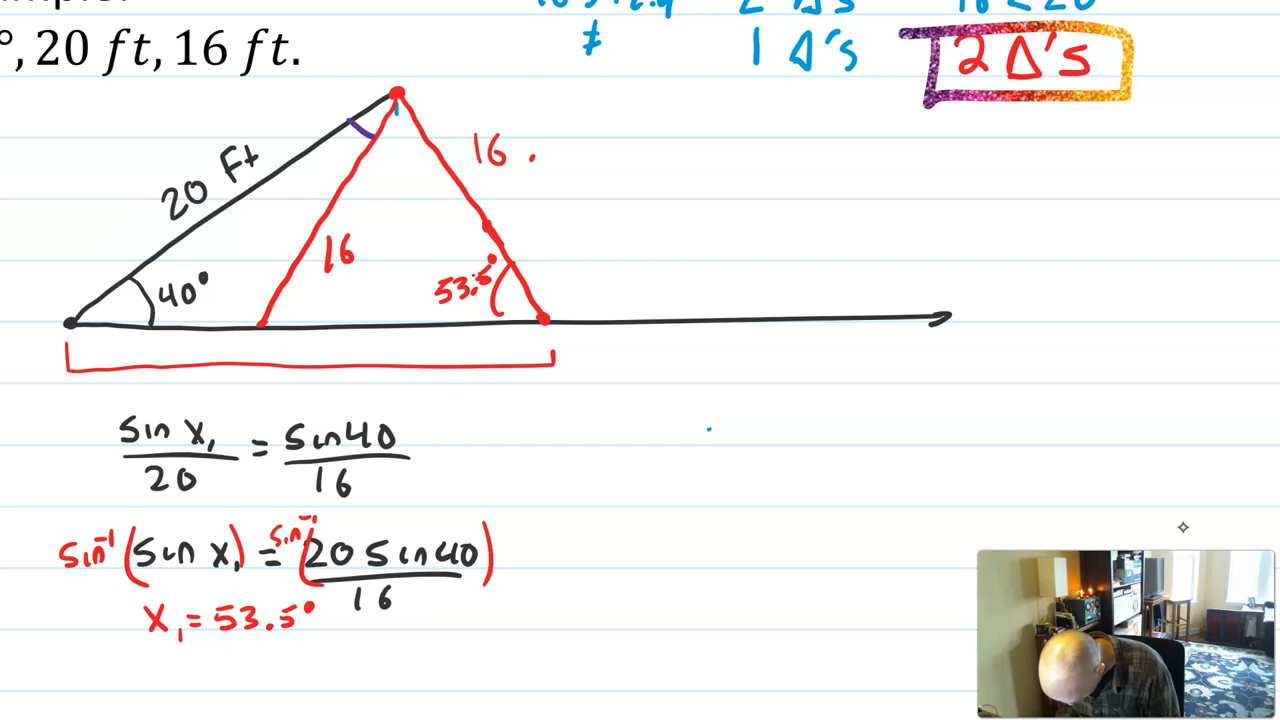 °, 20 ft, 16 ft.
≠ 1 Δ's
2 Δ's
20 Ft
16.
16
40°
53.5°
sin x₁ / 20 = sin 40 / 16
sin⁻¹(sin x₁) = sin⁻¹(20 sin 40 / 16)
x₁ = 53.5°